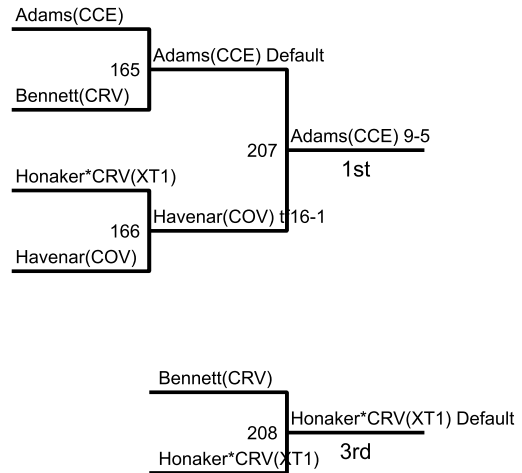 Adams(CCE)
165
Adams(CCE) Default
Bennett(CRV)
207
Adams(CCE) 9-5
1st
Honaker*CRV(XT1)
166
Havenar(COV) tf16-1
Havenar(COV)
Bennett(CRV)
208
Honaker*CRV(XT1) Default
3rd
Honaker*CRV(XT1)